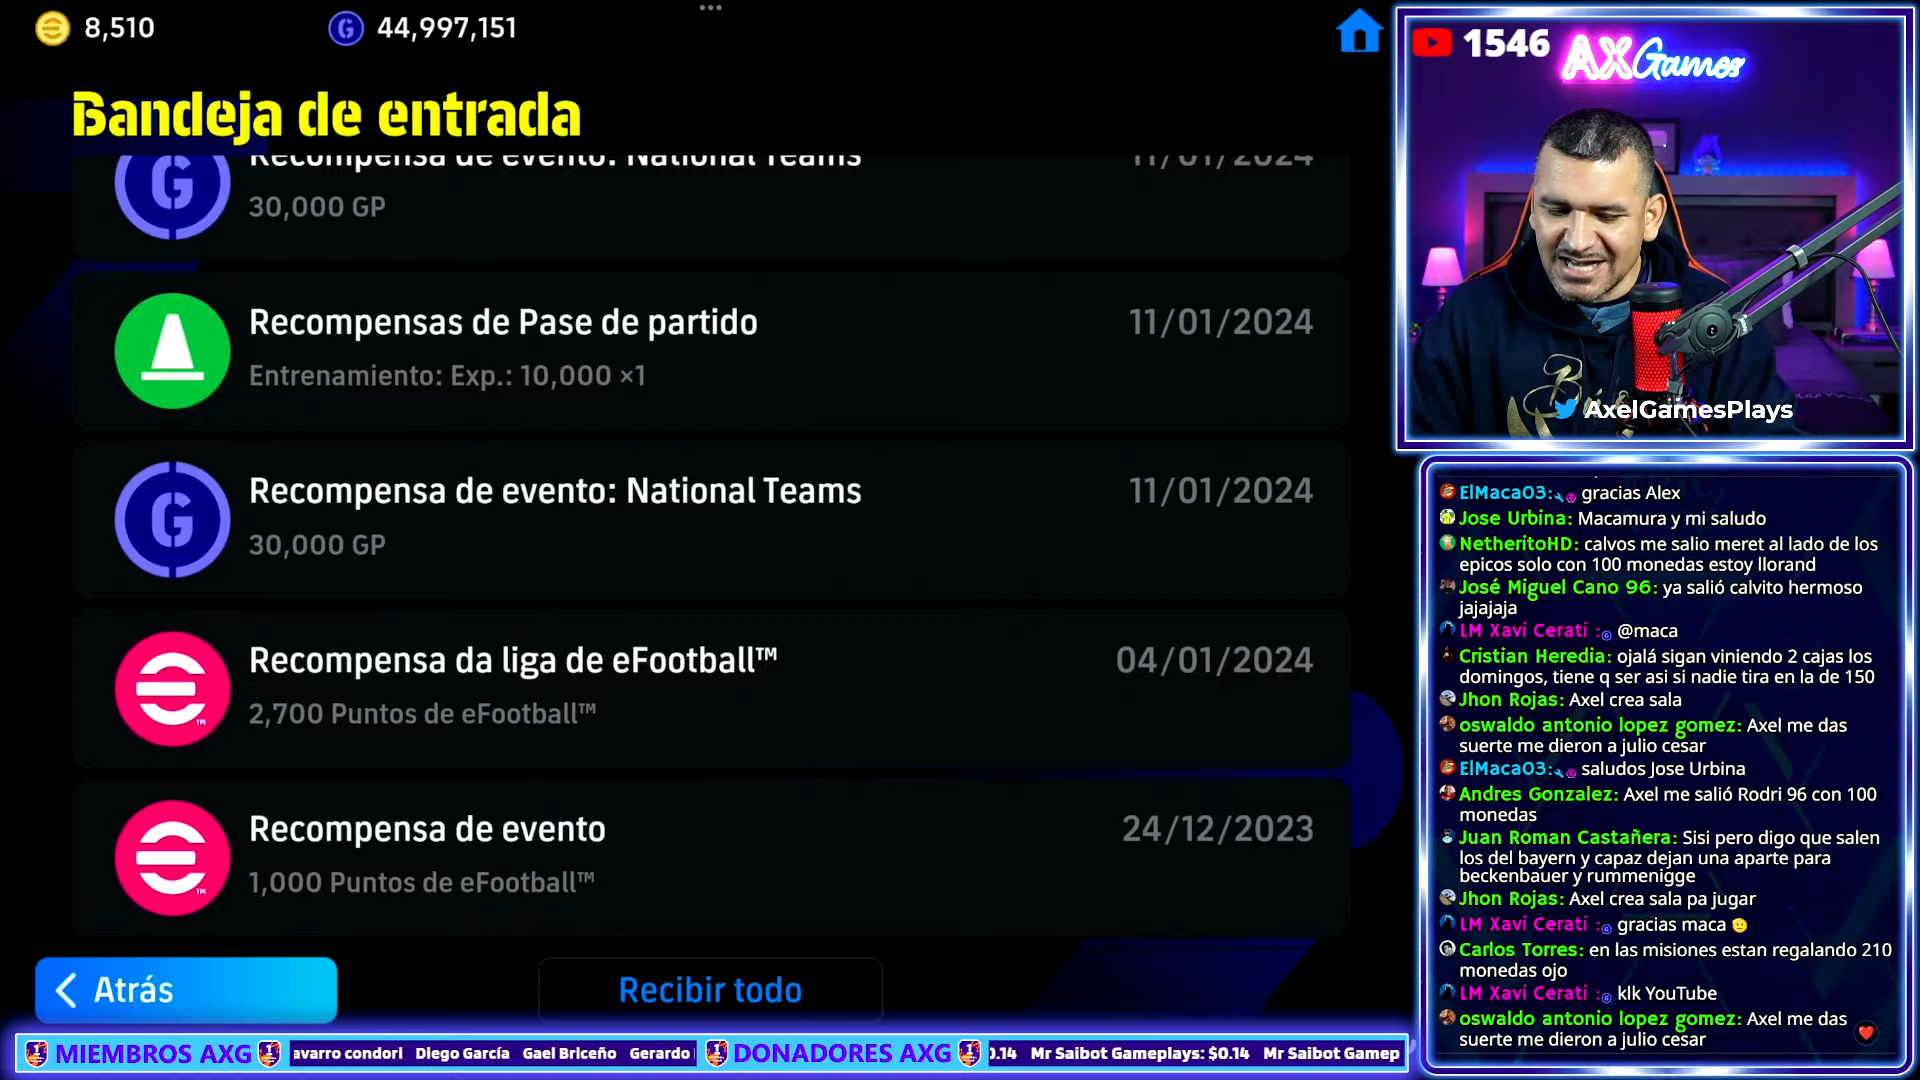 8,510
44,997,151
Bandeja de entrada
Recompensa de evento: National Teams
11/01/2024
30,000 GP
Recompensas de Pase de partido
11/01/2024
Entrenamiento: Exp.: 10,000 ×1
Recompensa de evento: National Teams
11/01/2024
30,000 GP
Recompensa da liga de eFootball™
04/01/2024
2,700 Puntos de eFootball™
Recompensa de evento
24/12/2023
1,000 Puntos de eFootball™
Atrás
Recibir todo
1546
AXGames
AxelGamesPlays
ElMaca03: gracias Alex
Jose Urbina: Macamura y mi saludo
NetheritoHD: calvos me salio meret al lado de los
epicos solo con 100 monedas estoy llorand
José Miguel Cano 96: ya salió calvito hermoso
jajajaja
LM Xavi Cerati : @maca
Cristian Heredia: ojalá sigan viniendo 2 cajas los
domingos, tiene q ser asi si nadie tira en la de 150
Jhon Rojas: Axel crea sala
oswaldo antonio lopez gomez: Axel me das
suerte me dieron a julio cesar
ElMaca03: saludos Jose Urbina
Andres Gonzalez: Axel me salió Rodri 96 con 100
monedas
Juan Roman Castañera: Sisi pero digo que salen
los del bayern y capaz dejan una aparte para
beckenbauer y rummenigge
Jhon Rojas: Axel crea sala pa jugar
LM Xavi Cerati : gracias maca 🫡
Carlos Torres: en las misiones estan regalando 210
monedas ojo
LM Xavi Cerati : klk YouTube
oswaldo antonio lopez gomez: Axel me das
suerte me dieron a julio cesar
MIEMBROS AXG
avarro condori Diego García Gael Briceño Gerardo
DONADORES AXG
0.14 Mr Saibot Gameplays: $0.14 Mr Saibot Gamep